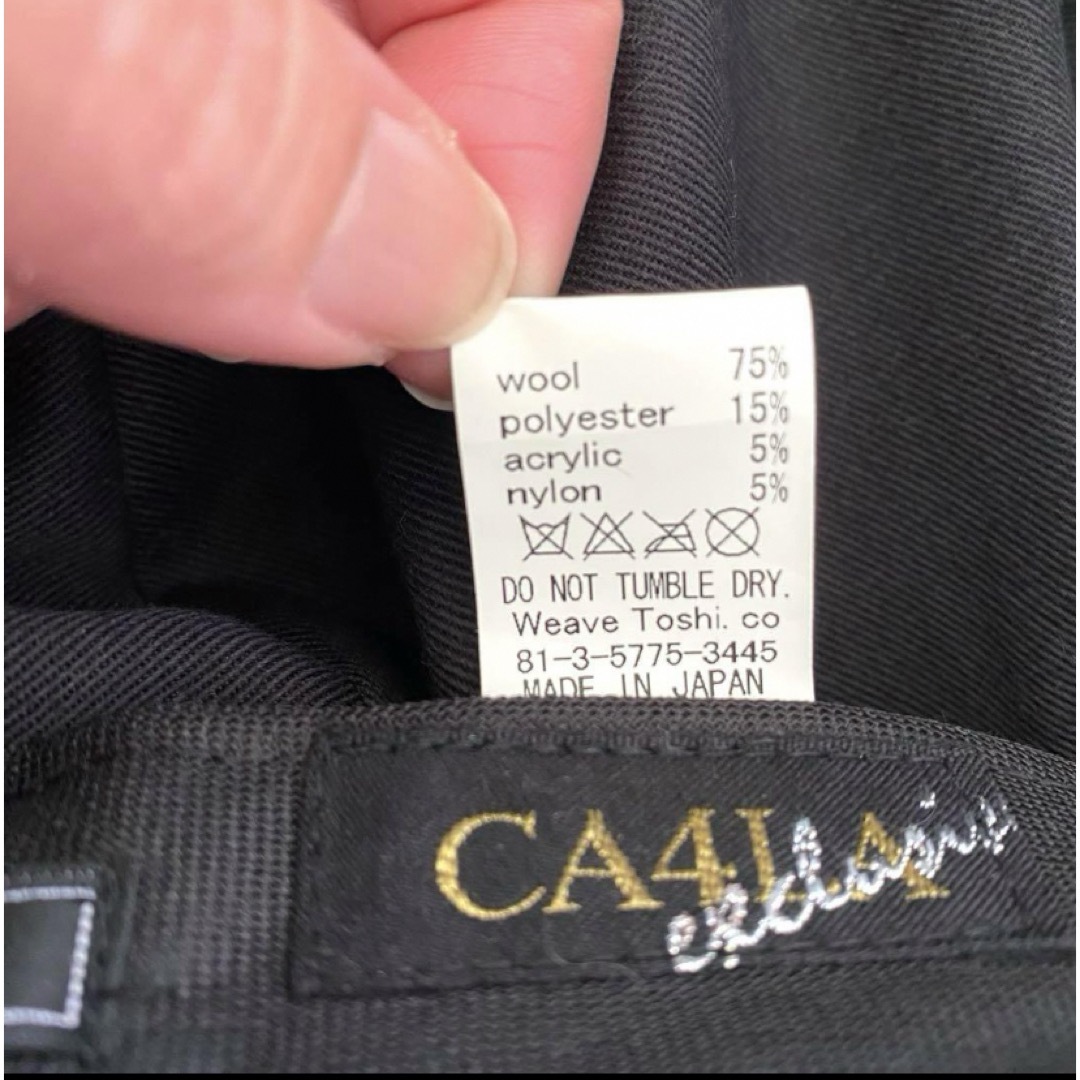 wool 75%
polyester 15%
acrylic 5%
nylon 5%
DO NOT TUMBLE DRY.
Weave Toshi. co
81-3-5775-3445
MADE IN JAPAN
CA4LA
exclusive